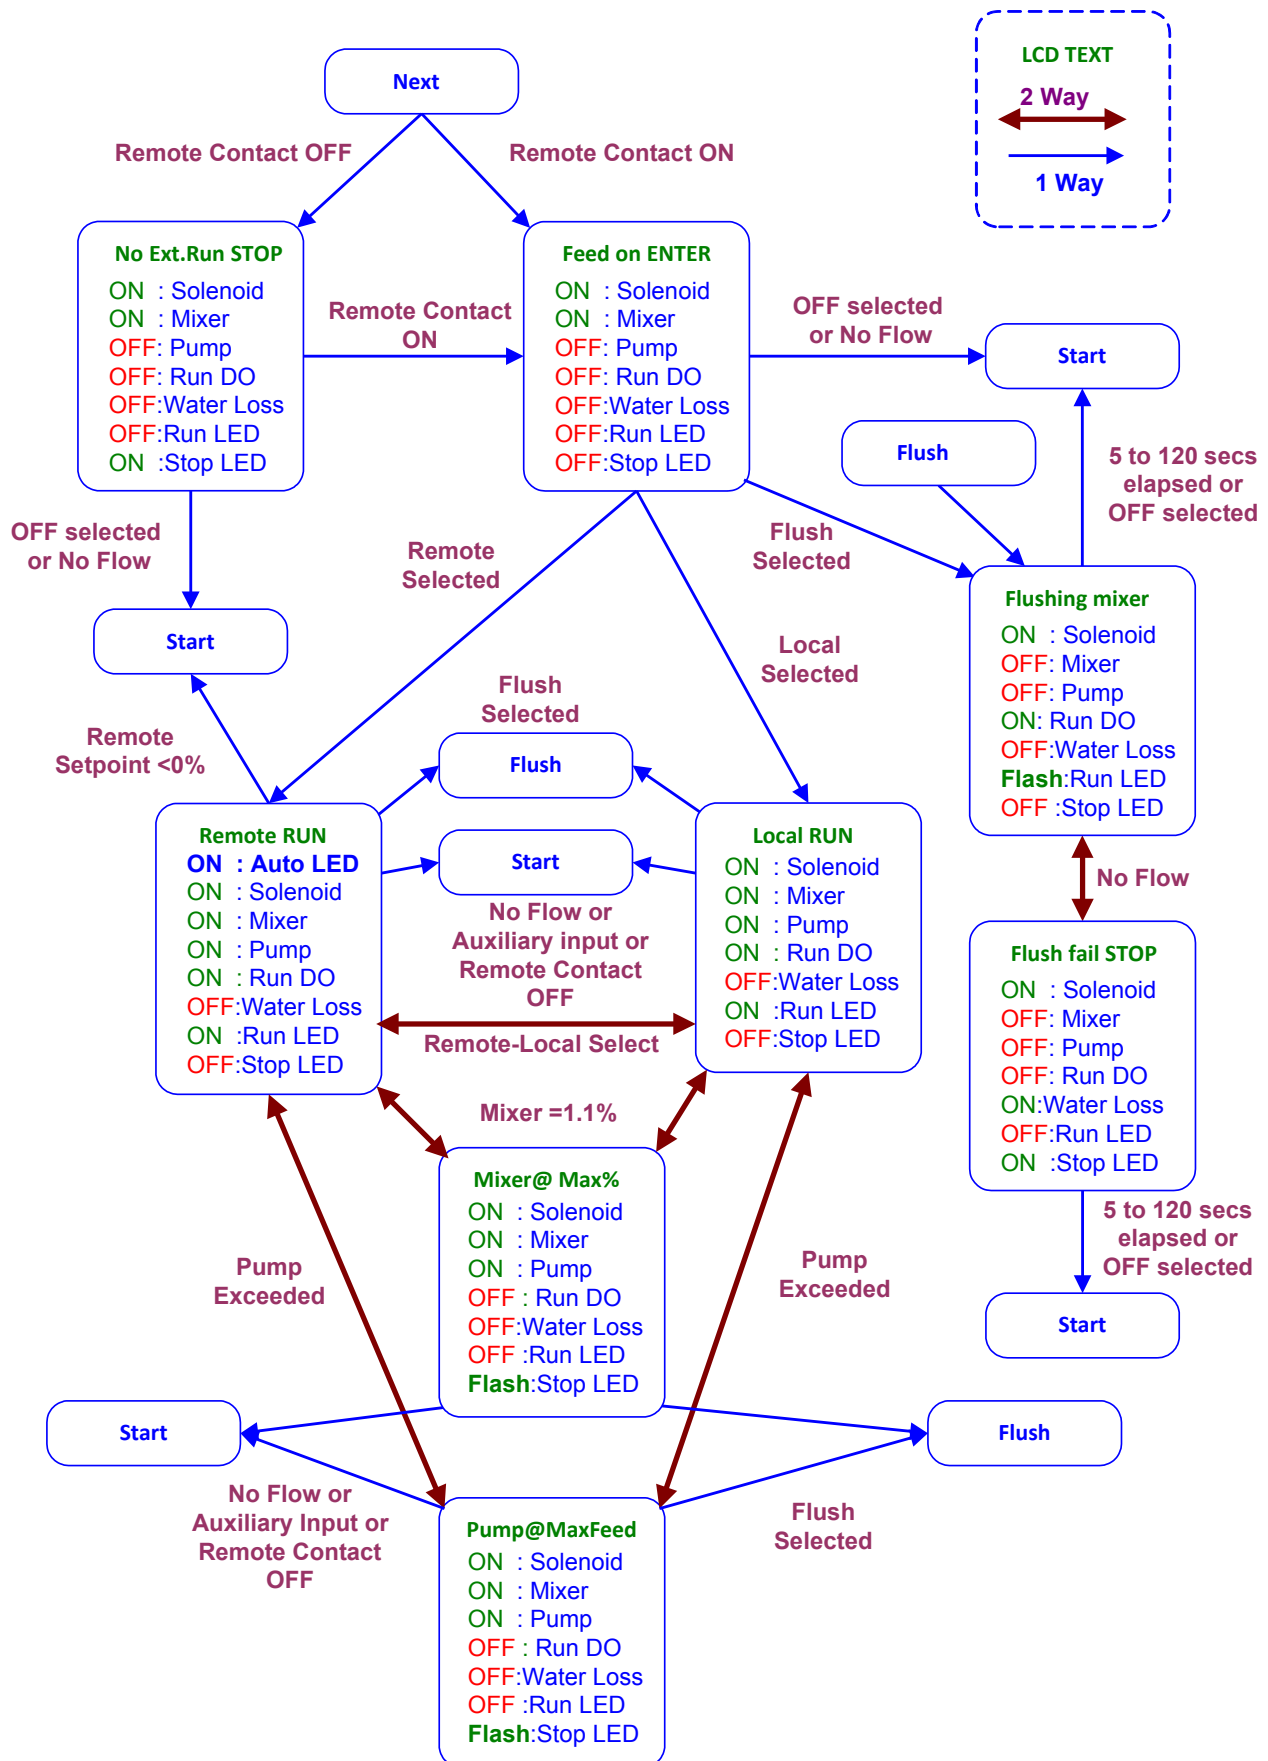 LCD TEXT
2 Way
1 Way
Next
Remote Contact OFF
Remote Contact ON
No Ext.Run STOP
ON : Solenoid
ON : Mixer
OFF: Pump
OFF: Run DO
OFF:Water Loss
OFF:Run LED
ON :Stop LED
Remote Contact
ON
Feed on ENTER
ON : Solenoid
ON : Mixer
OFF: Pump
OFF: Run DO
OFF:Water Loss
OFF:Run LED
OFF:Stop LED
OFF selected
or No Flow
Start
Flush
5 to 120 secs
elapsed or
OFF selected
OFF selected
or No Flow
Remote
Selected
Flush
Selected
Local
Selected
Start
Flushing mixer
ON : Solenoid
OFF: Mixer
OFF: Pump
ON: Run DO
OFF:Water Loss
Flash:Run LED
OFF :Stop LED
Remote
Setpoint <0%
Flush
Selected
Flush
Start
Remote RUN
ON : Auto LED
ON : Solenoid
ON : Mixer
ON : Pump
ON : Run DO
OFF:Water Loss
ON :Run LED
OFF:Stop LED
No Flow or
Auxiliary input or
Remote Contact
OFF
Remote-Local Select
Local RUN
ON : Solenoid
ON : Mixer
ON : Pump
ON : Run DO
OFF:Water Loss
ON :Run LED
OFF:Stop LED
No Flow
Flush fail STOP
ON : Solenoid
OFF: Mixer
OFF: Pump
OFF: Run DO
ON:Water Loss
OFF:Run LED
ON :Stop LED
5 to 120 secs
elapsed or
OFF selected
Start
Mixer =1.1%
Mixer@ Max%
ON : Solenoid
ON : Mixer
ON : Pump
OFF : Run DO
OFF:Water Loss
OFF :Run LED
Flash:Stop LED
Pump
Exceeded
Pump
Exceeded
Start
Flush
No Flow or
Auxiliary Input or
Remote Contact
OFF
Flush
Selected
Pump@MaxFeed
ON : Solenoid
ON : Mixer
ON : Pump
OFF : Run DO
OFF:Water Loss
OFF :Run LED
Flash:Stop LED